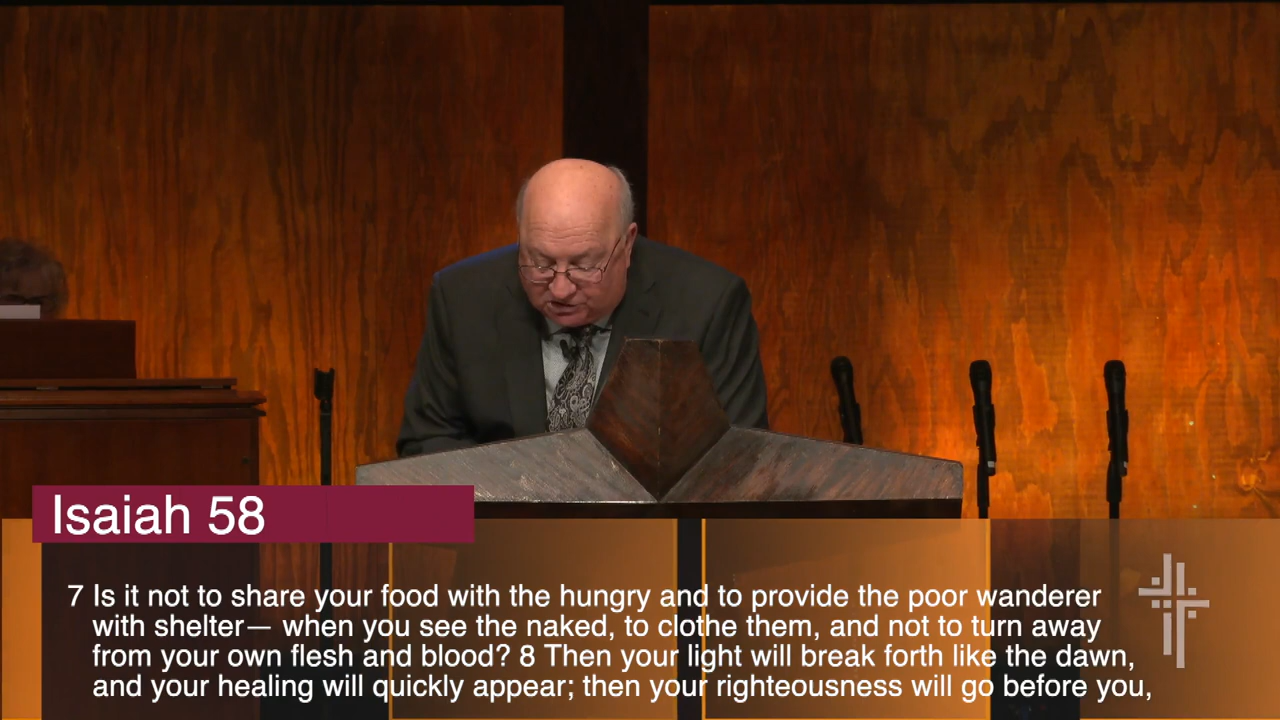 Isaiah 58
7 Is it not to share your food with the hungry and to provide the poor wanderer
with shelter— when you see the naked, to clothe them, and not to turn away
from your own flesh and blood? 8 Then your light will break forth like the dawn,
and your healing will quickly appear; then your righteousness will go before you,